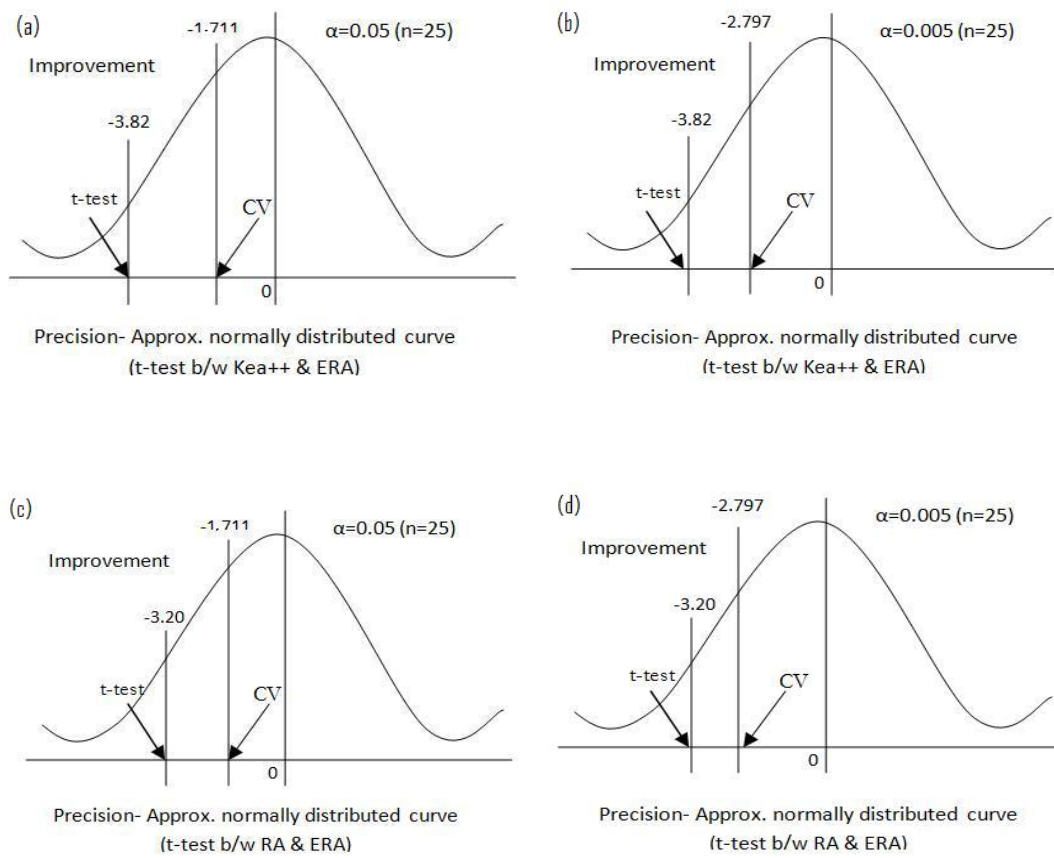 (a)
-1.711
α=0.05 (n=25)
Improvement
-3.82
t-test
CV
0
Precision- Approx. normally distributed curve
(t-test b/w Kea++ & ERA)
(b)
-2.797
α=0.005 (n=25)
Improvement
-3.82
t-test
CV
0
Precision- Approx. normally distributed curve
(t-test b/w Kea++ & ERA)
(c)
-1.711
α=0.05 (n=25)
Improvement
-3.20
t-test
CV
0
Precision- Approx. normally distributed curve
(t-test b/w RA & ERA)
(d)
-2.797
α=0.005 (n=25)
Improvement
-3.20
t-test
CV
0
Precision- Approx. normally distributed curve
(t-test b/w RA & ERA)